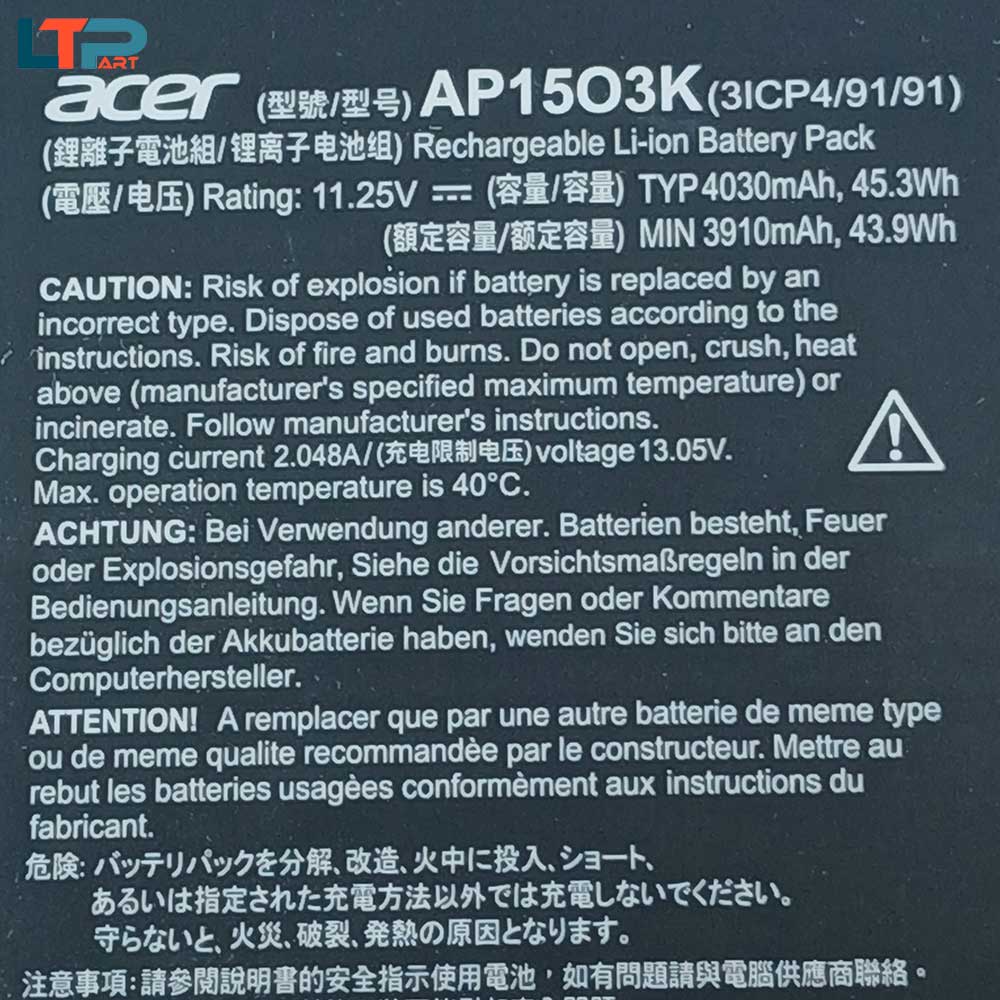 LTP PART
acer (型號/型号) AP15O3K (3ICP4/91/91)
(鋰離子電池組/锂离子电池组) Rechargeable Li-ion Battery Pack
(電壓/电压) Rating: 11.25V ⎓ (容量/容量) TYP 4030mAh, 45.3Wh
(額定容量/额定容量) MIN 3910mAh, 43.9Wh
CAUTION: Risk of explosion if battery is replaced by an
incorrect type. Dispose of used batteries according to the
instructions. Risk of fire and burns. Do not open, crush, heat
above (manufacturer's specified maximum temperature) or
incinerate. Follow manufacturer's instructions.
Charging current 2.048A/(充电限制电压)voltage 13.05V.
Max. operation temperature is 40°C.
ACHTUNG: Bei Verwendung anderer. Batterien besteht, Feuer
oder Explosionsgefahr, Siehe die Vorsichtsmaßregeln in der
Bedienungsanleitung. Wenn Sie Fragen oder Kommentare
bezüglich der Akkubatterie haben, wenden Sie sich bitte an den
Computerhersteller.
ATTENTION! A remplacer que par une autre batterie de meme type
ou de meme qualite recommandèe par le constructeur. Mettre au
rebut les batteries usagèes conformèment aux instructions du
fabricant.
危険: バッテリパックを分解、改造、火中に投入、ショート、
あるいは指定された充電方法以外では充電しないでください。
守らないと、火災、破裂、発熱の原因となります。
注意事項:請參閱說明書的安全指示使用電池，如有問題請與電腦供應商聯絡。